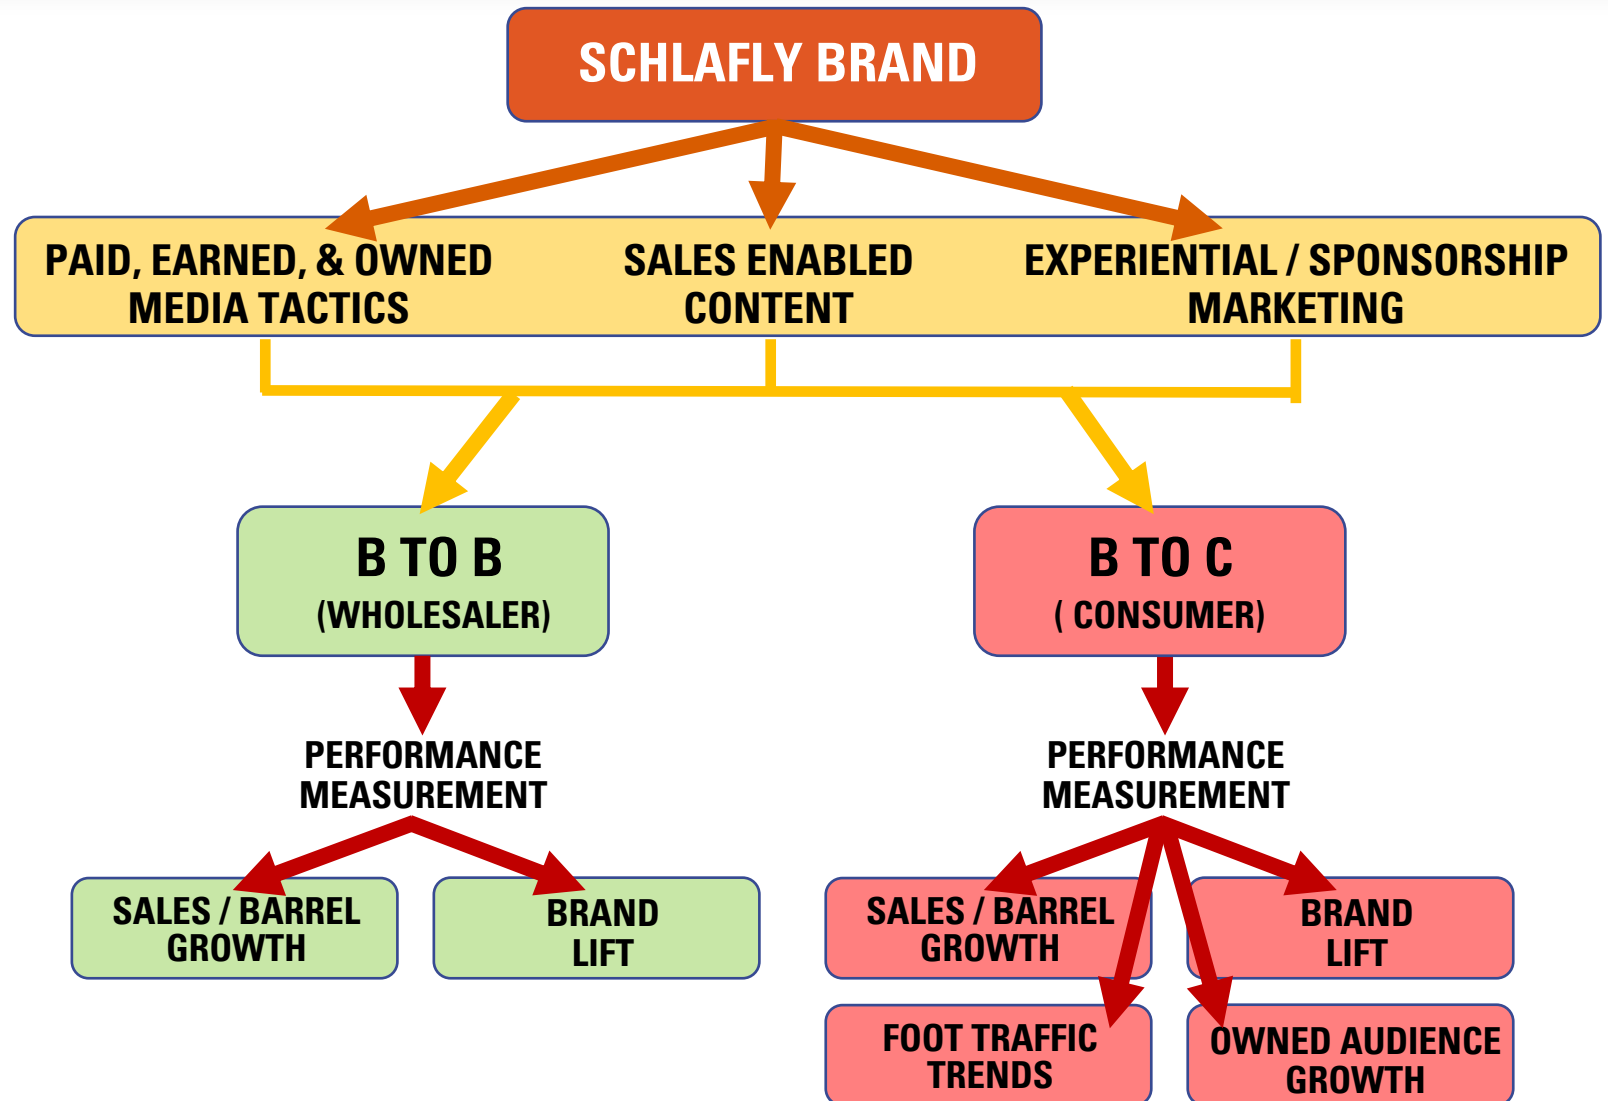 SCHLAFLY BRAND
PAID, EARNED, & OWNED
MEDIA TACTICS
SALES ENABLED
CONTENT
EXPERIENTIAL / SPONSORSHIP
MARKETING
B TO B
(WHOLESALER)
B TO C
( CONSUMER)
PERFORMANCE
MEASUREMENT
PERFORMANCE
MEASUREMENT
SALES / BARREL
GROWTH
BRAND
LIFT
SALES / BARREL
GROWTH
BRAND
LIFT
FOOT TRAFFIC
TRENDS
OWNED AUDIENCE
GROWTH